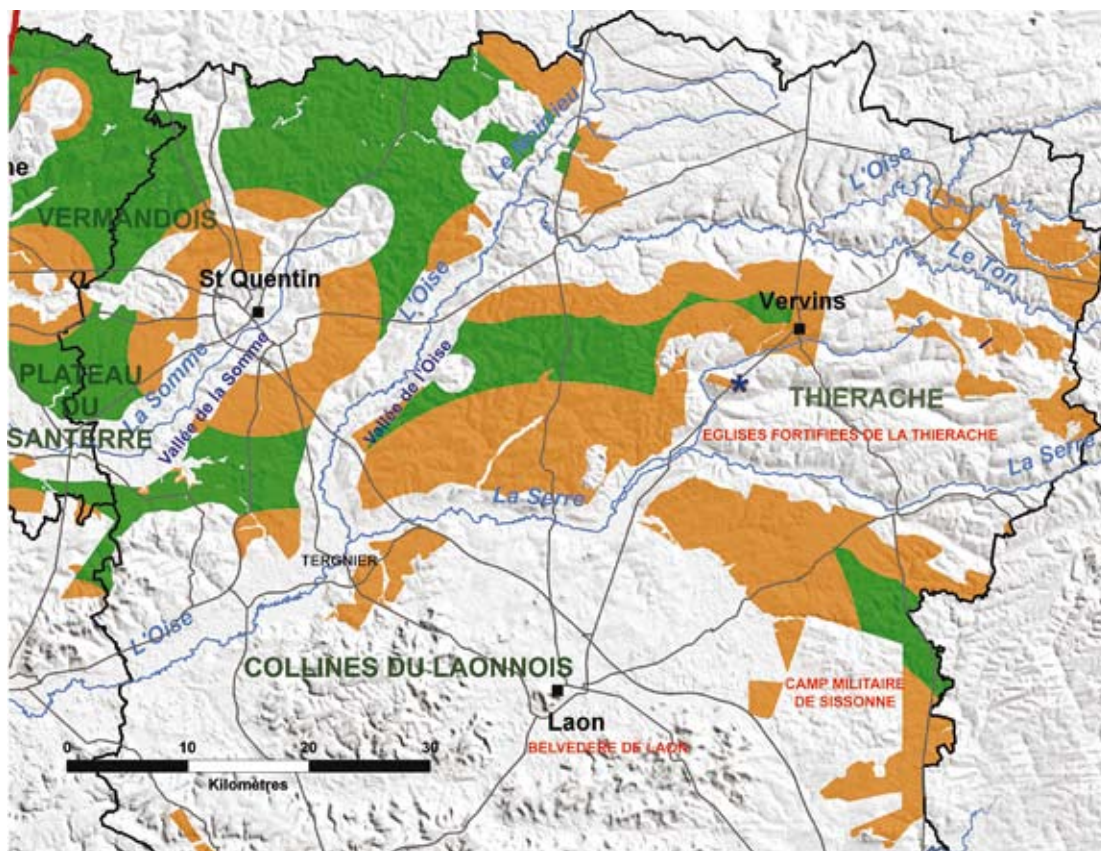 Le Noirrieu
L'Oise
ne
VERMANDOIS
Le Ton
St Quentin
L'Oise
Vervins
La Somme
Vallée de la Somme
Vallée de l'Oise
PLATEAU
DU
SANTERRE
*
THIERACHE
EGLISES FORTIFIEES DE LA THIERACHE
La Serre
La Serre
TERGNIER
L'Oise
COLLINES DU LAONNOIS
CAMP MILITAIRE
DE SISSONNE
Laon
BELVEDERE DE LAON
0 10 20 30
Kilomètres